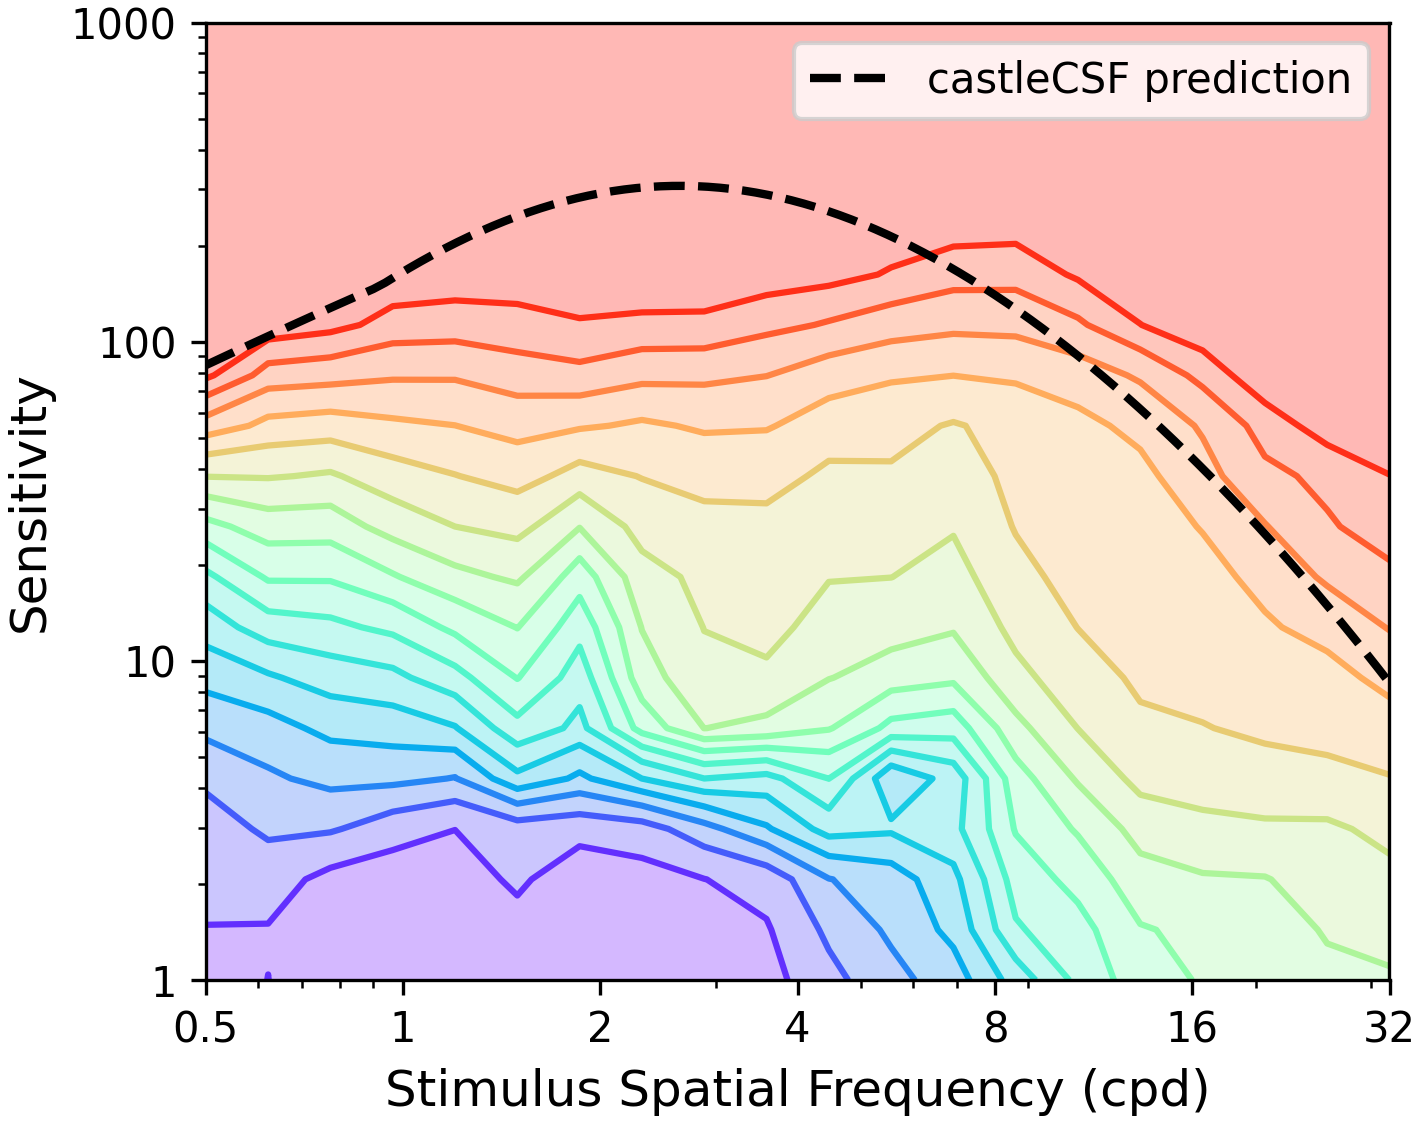 1000
100
10
1
Sensitivity
castleCSF prediction
0.5 1 2 4 8 16 32
Stimulus Spatial Frequency (cpd)